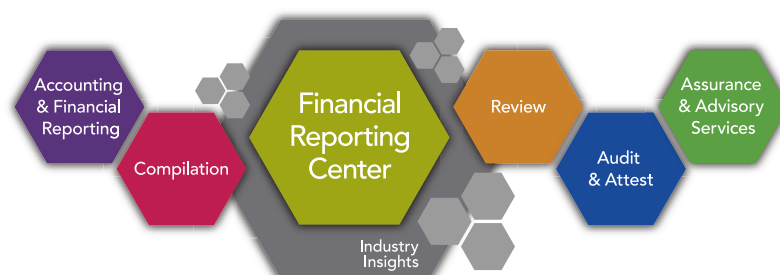 Accounting
& Financial
Reporting
Compilation
Financial
Reporting
Center
Industry
Insights
Review
Audit
& Attest
Assurance
& Advisory
Services